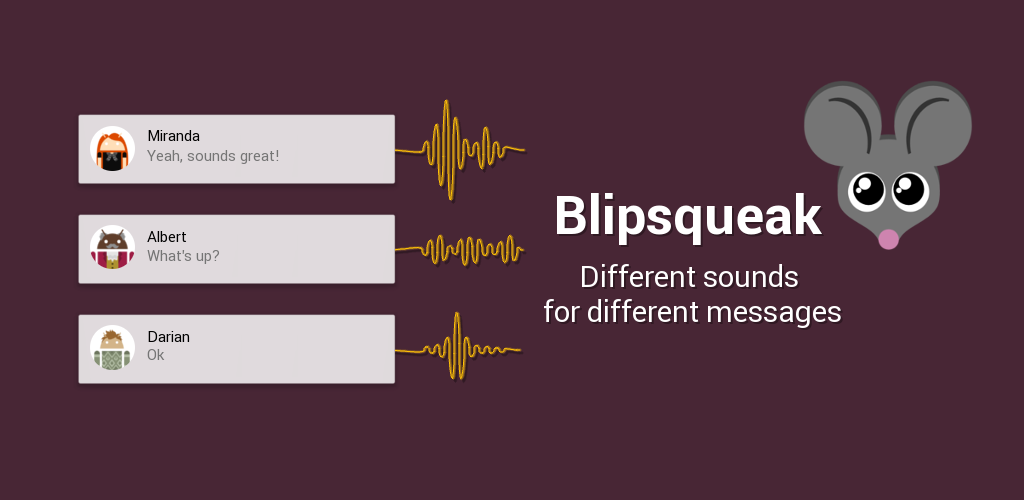 Miranda
Yeah, sounds great!
Albert
What's up?
Darian
Ok
Blipsqueak
Different sounds
for different messages